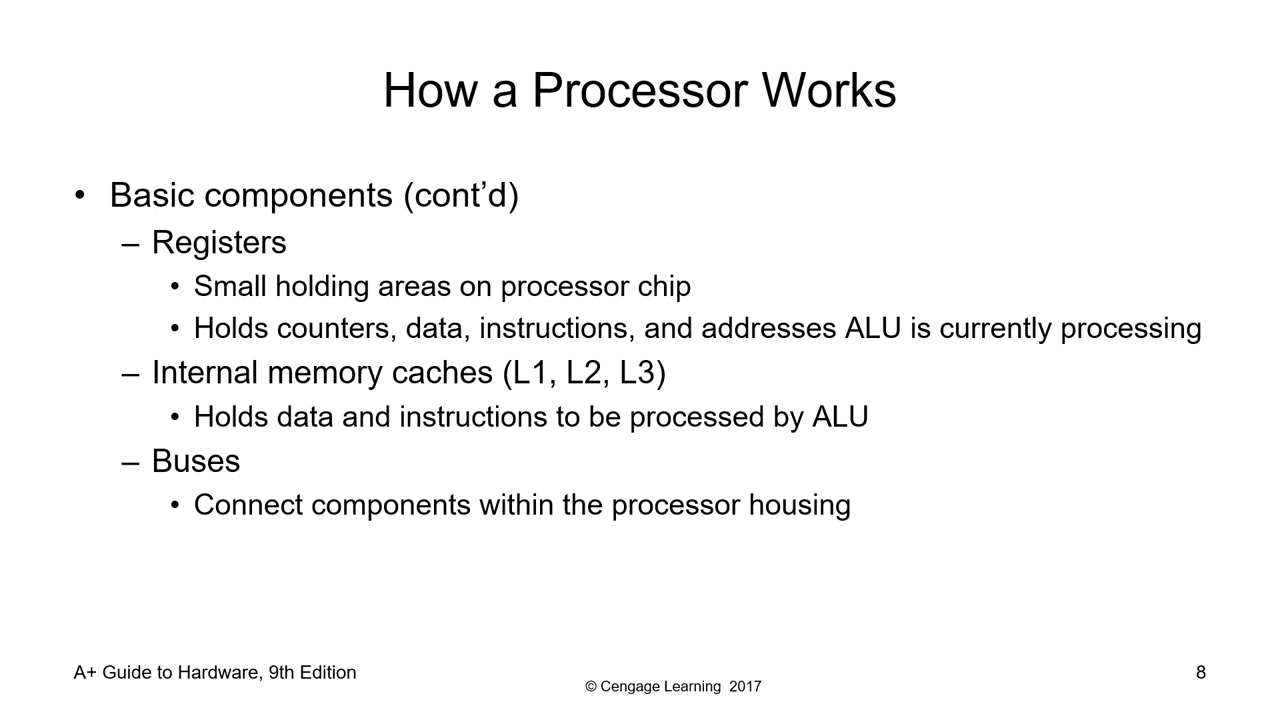 How a Processor Works
• Basic components (cont’d)
– Registers
• Small holding areas on processor chip
• Holds counters, data, instructions, and addresses ALU is currently processing
– Internal memory caches (L1, L2, L3)
• Holds data and instructions to be processed by ALU
– Buses
• Connect components within the processor housing
A+ Guide to Hardware, 9th Edition
© Cengage Learning 2017
8